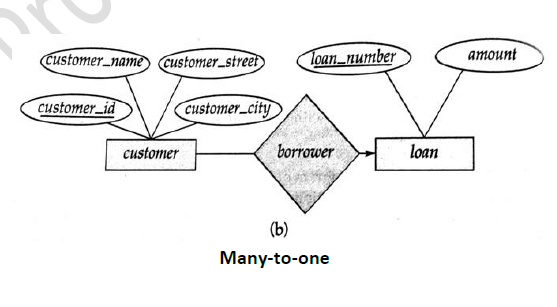 customer_name customer_street
loan_number amount
customer_id customer_city
customer borrower loan
(b)
Many-to-one